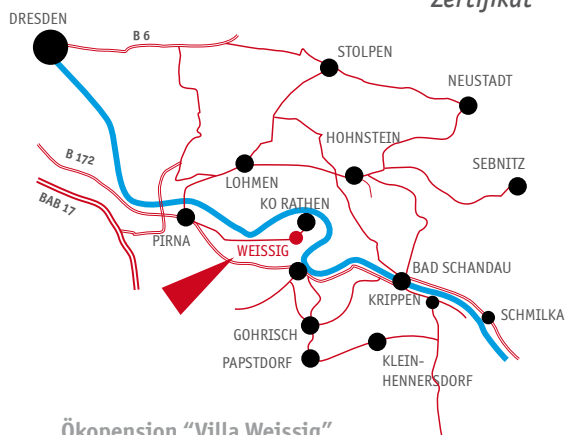 Zertifikat
DRESDEN
B 6
STOLPEN
NEUSTADT
HOHNSTEIN
B 172
SEBNITZ
LOHMEN
BAB 17
KO RATHEN
PIRNA
WEISSIG
BAD SCHANDAU
KRIPPEN
SCHMILKA
GOHRISCH
PAPSTDORF
KLEIN-
HENNERSDORF
Ökopension “Villa Weissig”